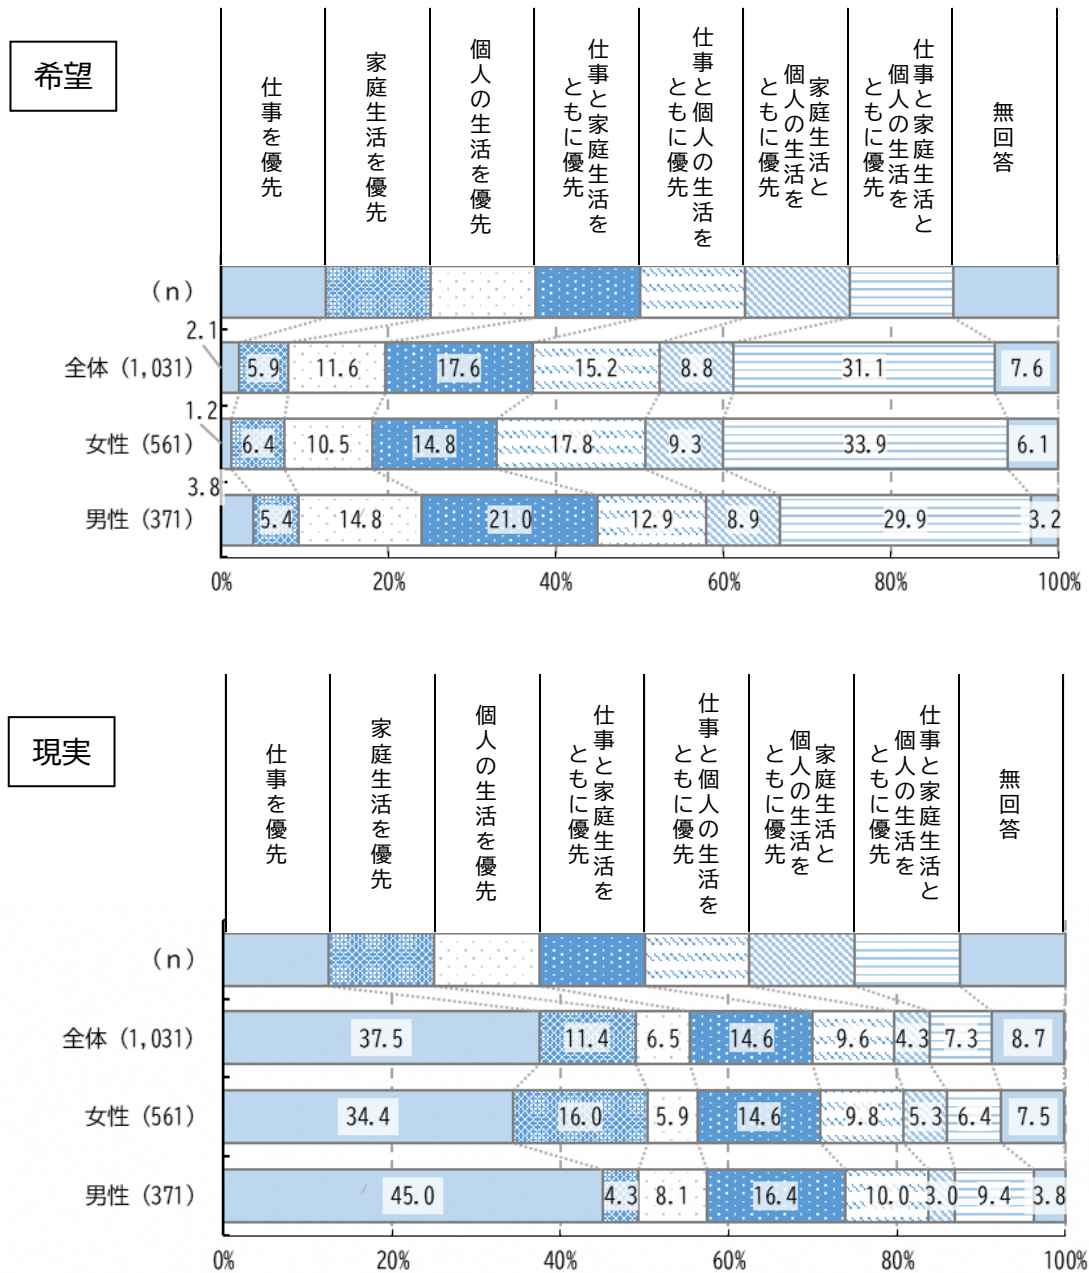 希望
仕事を優先
家庭生活を優先
個人の生活を優先
仕事と家庭生活を
ともに優先
仕事と個人の生活を
ともに優先
家庭生活と
個人の生活を
ともに優先
仕事と家庭生活と
個人の生活を
ともに優先
無回答
(n)
2.1
全体 (1,031) 5.9 11.6 17.6 15.2 8.8 31.1 7.6
1.2
女性 (561) 6.4 10.5 14.8 17.8 9.3 33.9 6.1
3.8
男性 (371) 5.4 14.8 21.0 12.9 8.9 29.9 3.2
0% 20% 40% 60% 80% 100%
現実
仕事を優先
家庭生活を優先
個人の生活を優先
仕事と家庭生活を
ともに優先
仕事と個人の生活を
ともに優先
家庭生活と
個人の生活を
ともに優先
仕事と家庭生活と
個人の生活を
ともに優先
無回答
(n)
全体 (1,031) 37.5 11.4 6.5 14.6 9.6 4.3 7.3 8.7
女性 (561) 34.4 16.0 5.9 14.6 9.8 5.3 6.4 7.5
男性 (371) 45.0 4.3 8.1 16.4 10.0 3.0 9.4 3.8
0% 20% 40% 60% 80% 100%